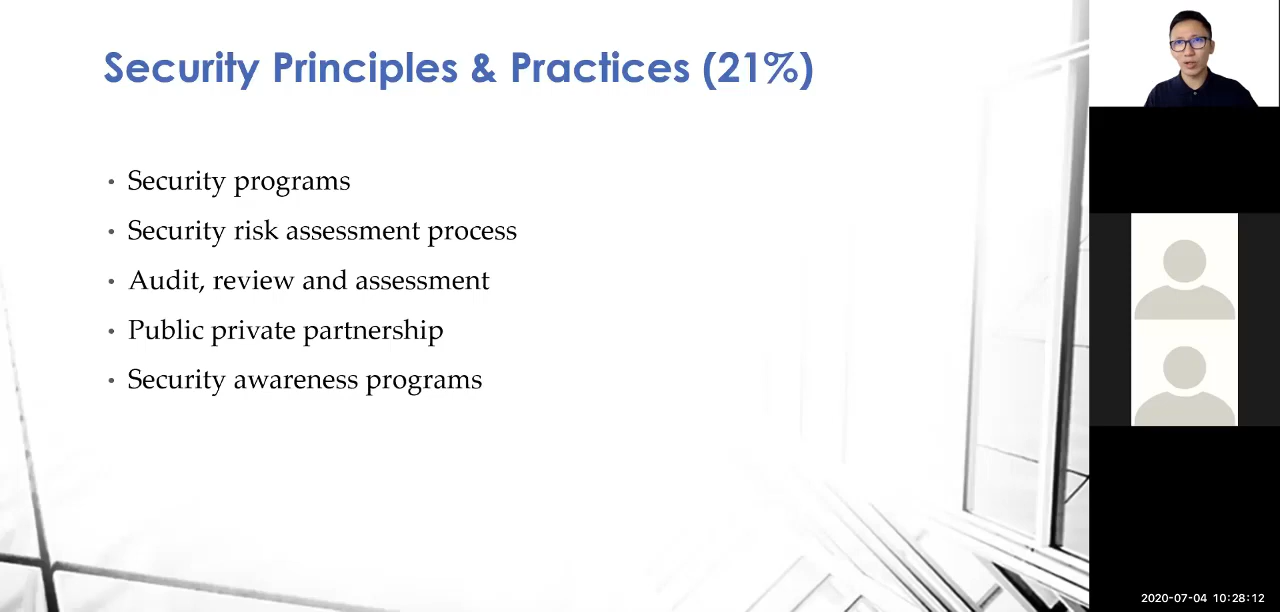 Security Principles & Practices (21%)
• Security programs
• Security risk assessment process
• Audit, review and assessment
• Public private partnership
• Security awareness programs
2020-07-04 10:28:12